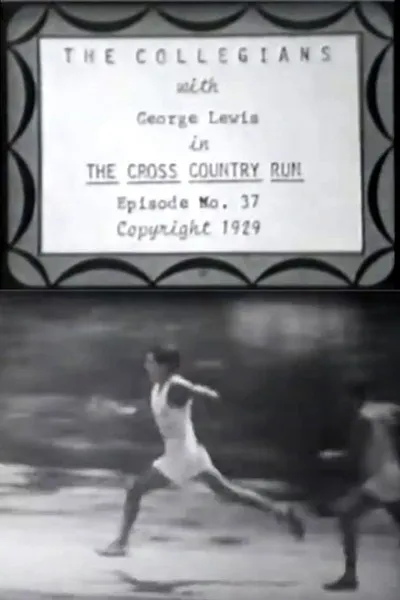 THE COLLEGIANS
with
George Lewis
in
THE CROSS COUNTRY RUN
Episode No. 37
Copyright 1929